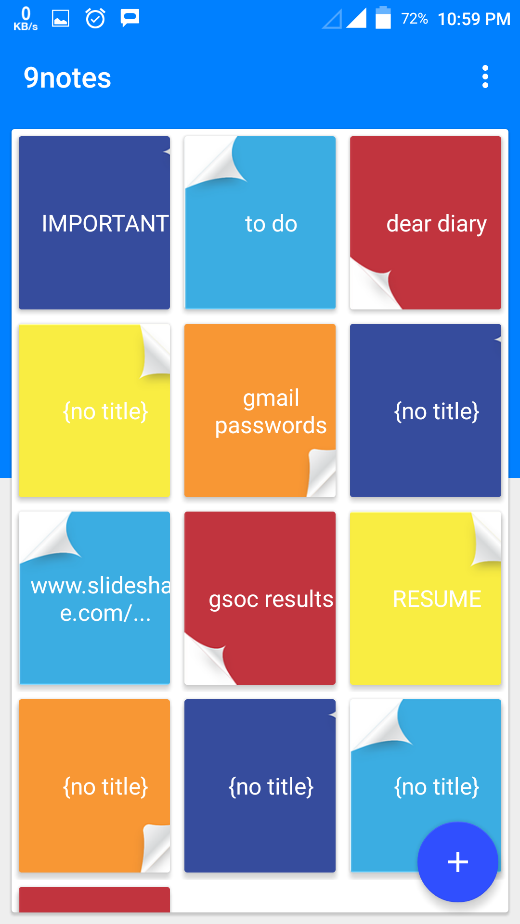 0
KB/s
72% 10:59 PM
9notes
IMPORTANT
to do
dear diary
{no title}
gmail
passwords
{no title}
www.slidesha
e.com/...
gsoc results
RESUME
{no title}
{no title}
{no title}
+